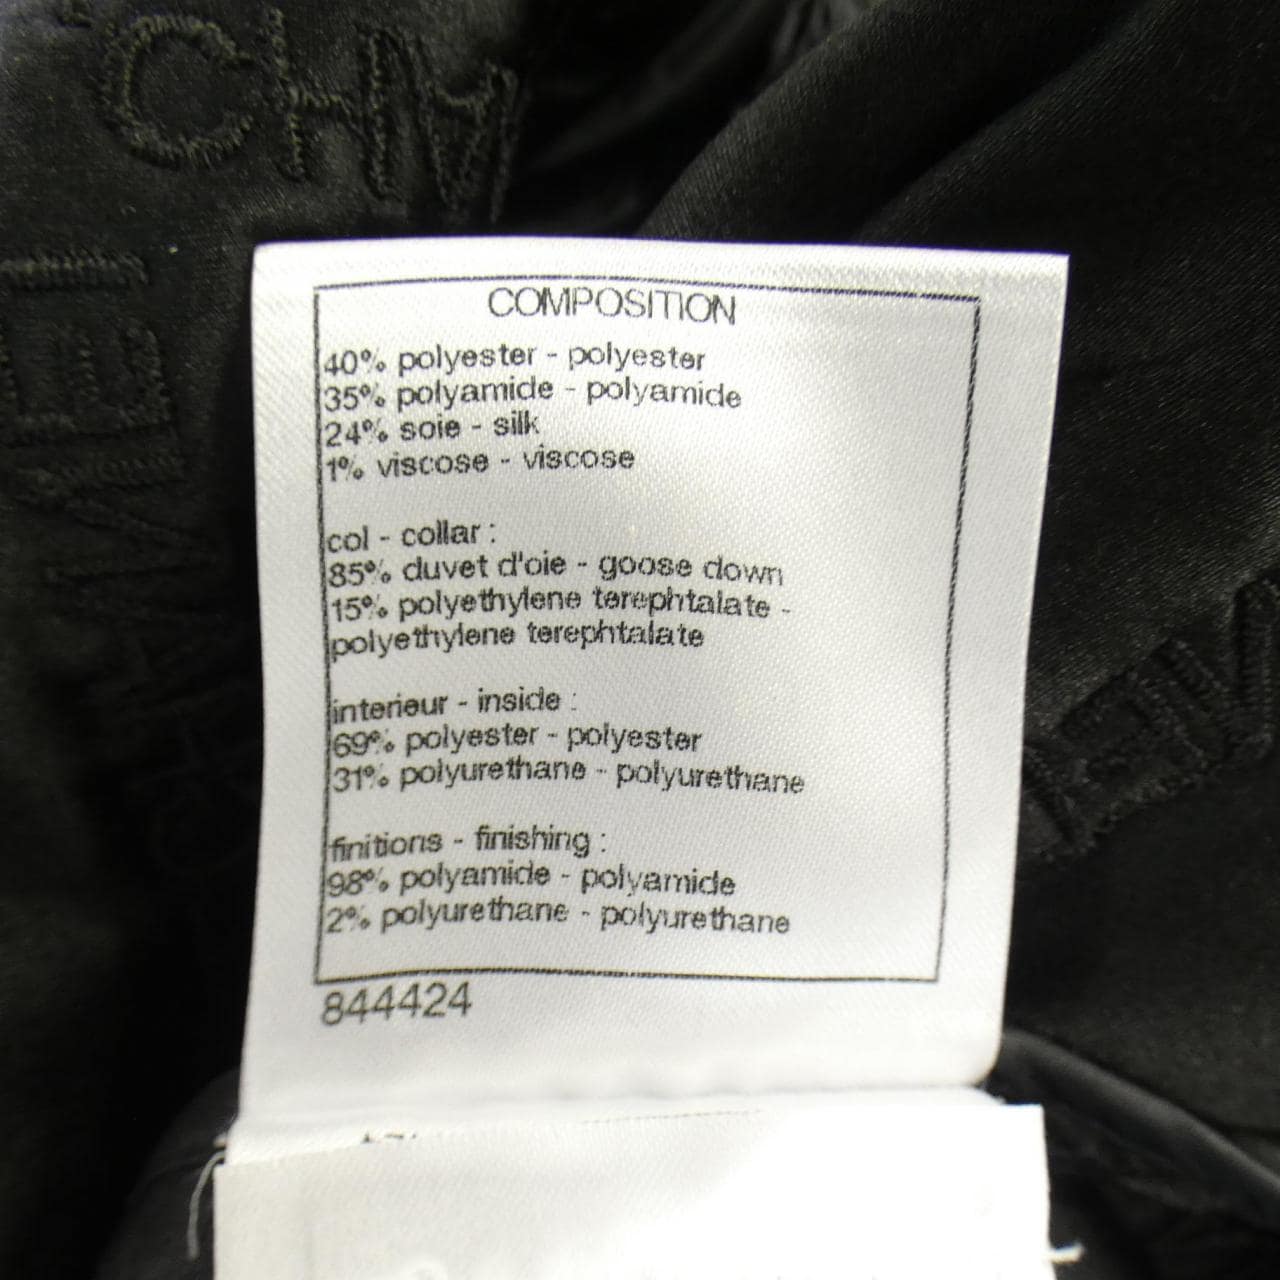 CHA
COMPOSITION
40% polyester - polyester
35% polyamide - polyamide
24% soie - silk
1% viscose - viscose
col - collar :
85% duvet d'oie - goose down
15% polyethylene terephtalate -
polyethylene terephtalate
interieur - inside :
69% polyester - polyester
31% polyurethane - polyurethane
finitions - finishing :
98% polyamide - polyamide
2% polyurethane - polyurethane
844424